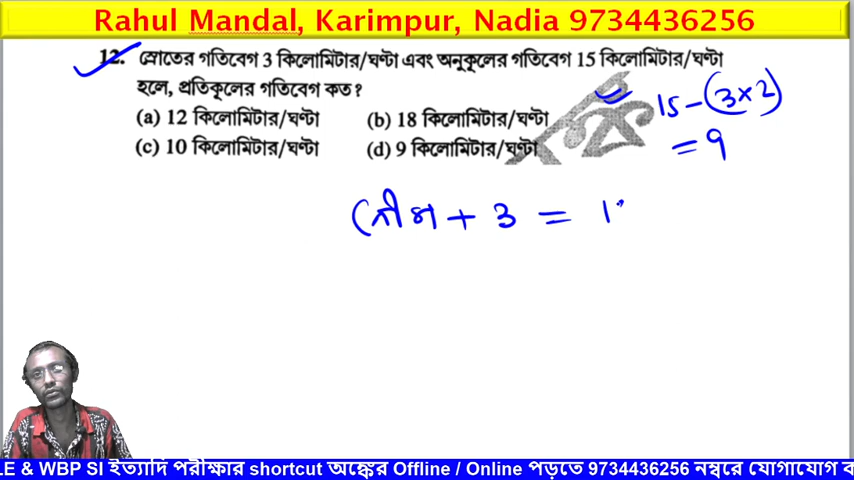 Rahul Mandal, Karimpur, Nadia 9734436256
12. স্রোতের গতিবেগ 3 কিলোমিটার/ঘণ্টা এবং অনুকূলের গতিবেগ 15 কিলোমিটার/ঘণ্টা
হলে, প্রতিকূলের গতিবেগ কত?
(a) 12 কিলোমিটার/ঘণ্টা (b) 18 কিলোমিটার/ঘণ্টা
(c) 10 কিলোমিটার/ঘণ্টা (d) 9 কিলোমিটার/ঘণ্টা
15 - (3 × 2)
= 9
+ 3 =
LE & WBP SI ইত্যাদি পরীক্ষার shortcut অঙ্কের Offline / Online পড়তে 9734436256 নম্বরে যোগাযোগ ক